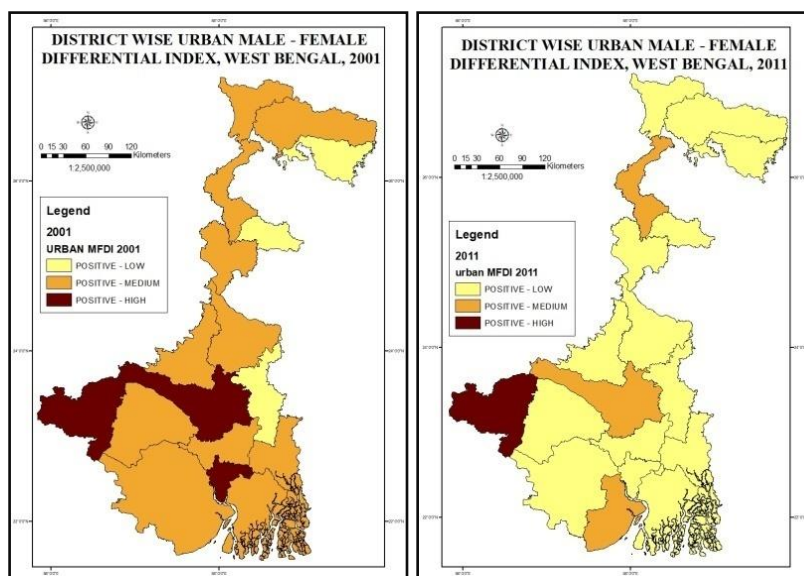 DISTRICT WISE URBAN MALE - FEMALE
DIFFERENTIAL INDEX, WEST BENGAL, 2001
0 15 30 60 90 120
Kilometers
1:2,500,000
Legend
2001
URBAN MFDI 2001
POSITIVE - LOW
POSITIVE - MEDIUM
POSITIVE - HIGH
DISTRICT WISE URBAN MALE - FEMALE
DIFFERENTIAL INDEX, WEST BENGAL, 2011
0 15 30 60 90 120
Kilometers
1:2,500,000
Legend
2011
urban MFDI 2011
POSITIVE - LOW
POSITIVE - MEDIUM
POSITIVE - HIGH